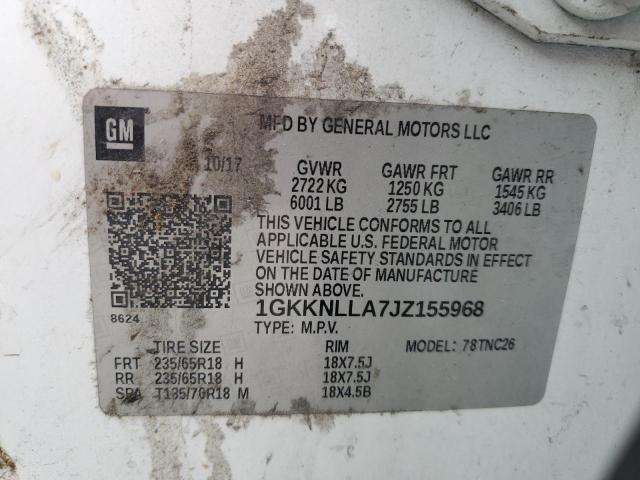 GM
MFD BY GENERAL MOTORS LLC
10/17
GVWR GAWR FRT GAWR RR
2722 KG 1250 KG 1545 KG
6001 LB 2755 LB 3406 LB
THIS VEHICLE CONFORMS TO ALL
APPLICABLE U.S. FEDERAL MOTOR
VEHICLE SAFETY STANDARDS IN EFFECT
ON THE DATE OF MANUFACTURE
SHOWN ABOVE.
8624
1GKKNLLA7JZ155968
TYPE: M.P.V. MODEL: 78TNC26
TIRE SIZE RIM
FRT 235/65R18 H 18X7.5J
RR 235/65R18 H 18X7.5J
SPA T135/70R18 M 18X4.5B